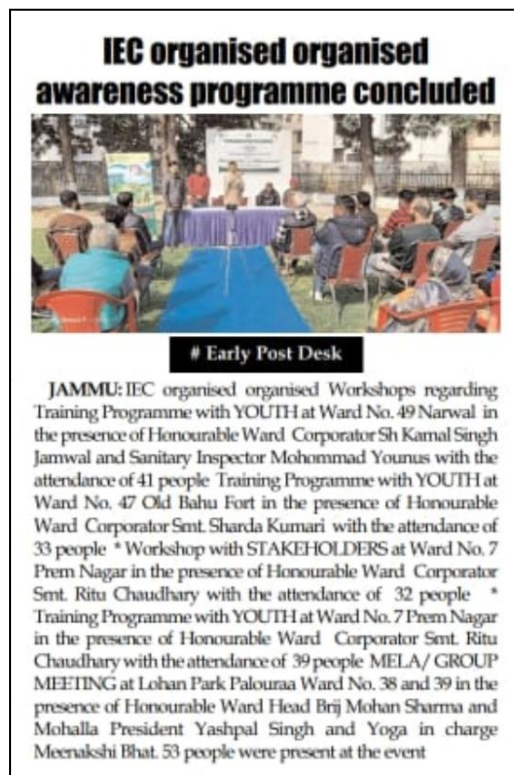 IEC organised organised
awareness programme concluded
# Early Post Desk
JAMMU: IEC organised organised Workshops regarding
Training Programme with YOUTH at Ward No. 49 Narwal in
the presence of Honourable Ward Corporator Sh Kamal Singh
Jamwal and Sanitary Inspector Mohommad Younus with the
attendance of 41 people Training Programme with YOUTH at
Ward No. 47 Old Bahu Fort in the presence of Honourable
Ward Corporator Smt. Sharda Kumari with the attendance of
33 people * Workshop with STAKEHOLDERS at Ward No. 7
Prem Nagar in the presence of Honourable Ward Corporator
Smt. Ritu Chaudhary with the attendance of 32 people *
Training Programme with YOUTH at Ward No. 7 Prem Nagar
in the presence of Honourable Ward Corporator Smt. Ritu
Chaudhary with the attendance of 39 people MELA/ GROUP
MEETING at Lohan Park Palouraa Ward No. 38 and 39 in the
presence of Honourable Ward Head Brij Mohan Sharma and
Mohalla President Yashpal Singh and Yoga in charge
Meenakshi Bhat. 53 people were present at the event